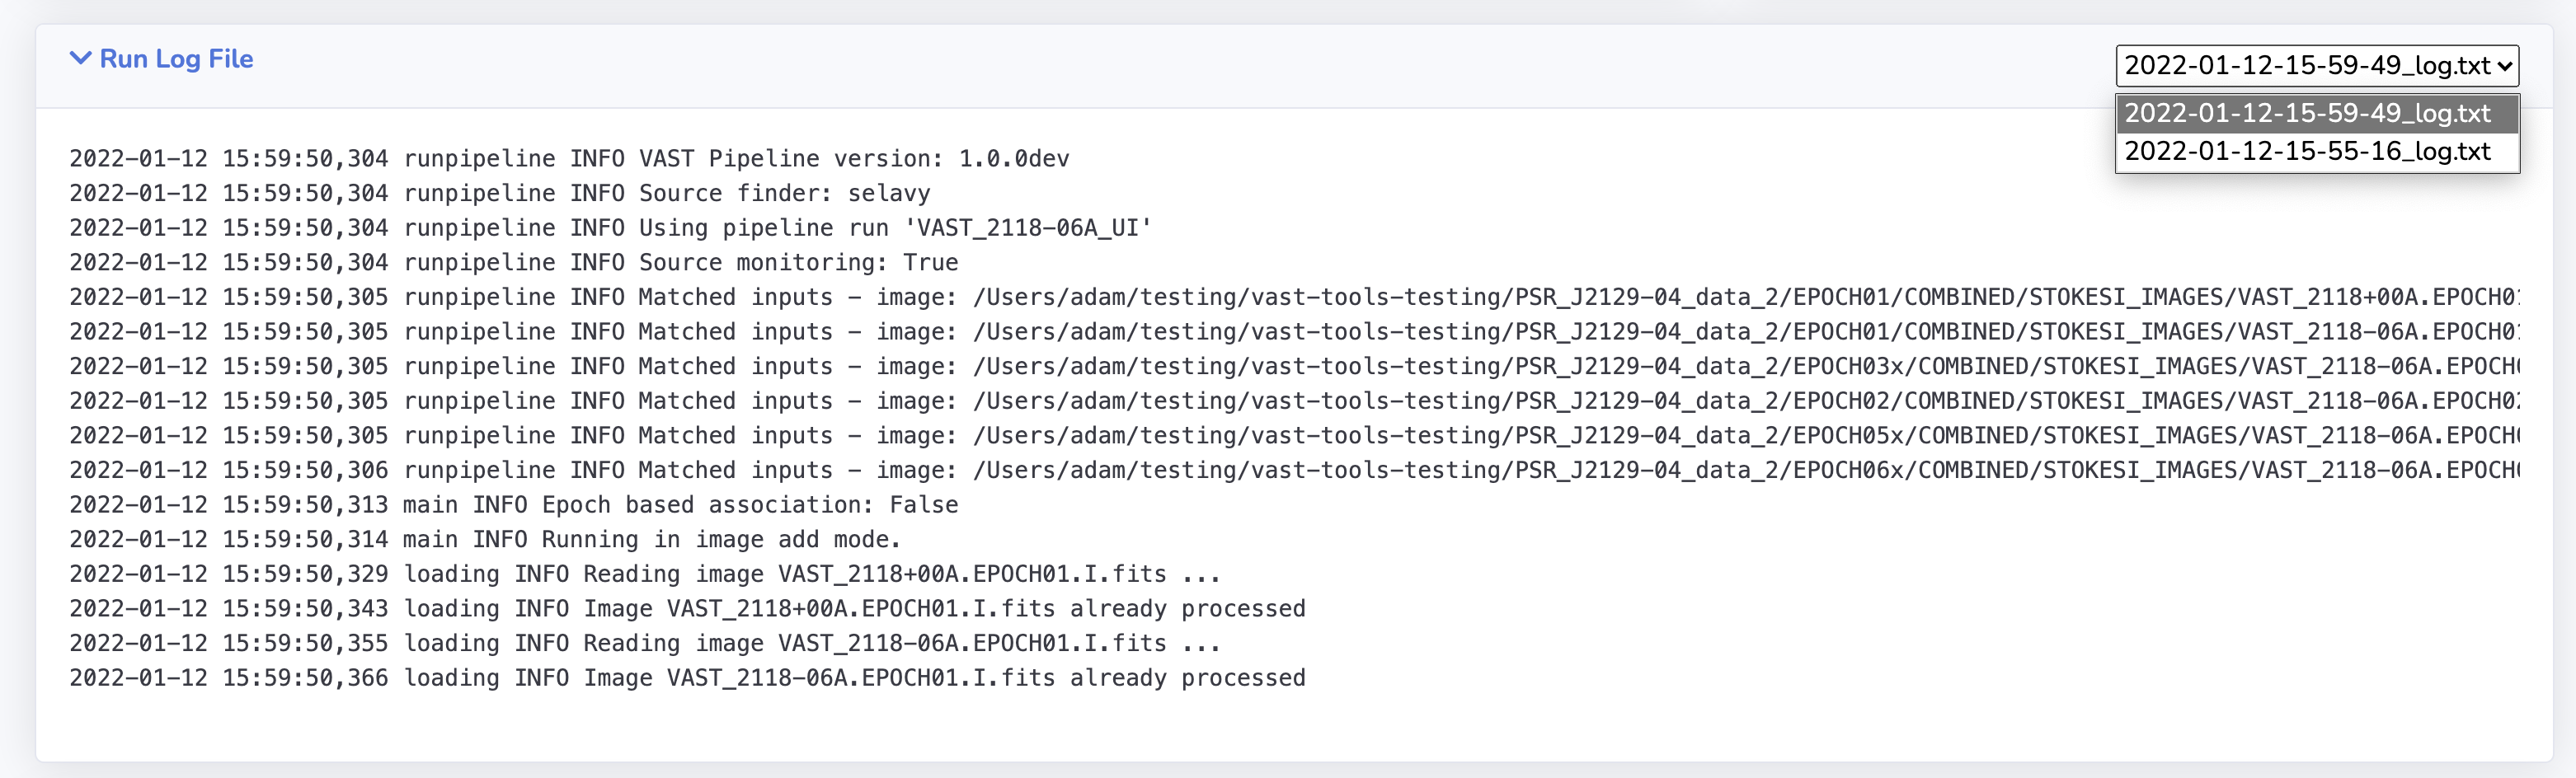 Run Log File
2022-01-12-15-59-49_log.txt
2022-01-12-15-59-49_log.txt
2022-01-12-15-55-16_log.txt
2022-01-12 15:59:50,304 runpipeline INFO VAST Pipeline version: 1.0.0dev
2022-01-12 15:59:50,304 runpipeline INFO Source finder: selavy
2022-01-12 15:59:50,304 runpipeline INFO Using pipeline run 'VAST_2118-06A_UI'
2022-01-12 15:59:50,304 runpipeline INFO Source monitoring: True
2022-01-12 15:59:50,305 runpipeline INFO Matched inputs - image: /Users/adam/testing/vast-tools-testing/PSR_J2129-04_data_2/EPOCH01/COMBINED/STOKESI_IMAGES/VAST_2118+00A.EPOCH01
2022-01-12 15:59:50,305 runpipeline INFO Matched inputs - image: /Users/adam/testing/vast-tools-testing/PSR_J2129-04_data_2/EPOCH01/COMBINED/STOKESI_IMAGES/VAST_2118-06A.EPOCH01
2022-01-12 15:59:50,305 runpipeline INFO Matched inputs - image: /Users/adam/testing/vast-tools-testing/PSR_J2129-04_data_2/EPOCH03x/COMBINED/STOKESI_IMAGES/VAST_2118-06A.EPOCH0
2022-01-12 15:59:50,305 runpipeline INFO Matched inputs - image: /Users/adam/testing/vast-tools-testing/PSR_J2129-04_data_2/EPOCH02/COMBINED/STOKESI_IMAGES/VAST_2118-06A.EPOCH02
2022-01-12 15:59:50,305 runpipeline INFO Matched inputs - image: /Users/adam/testing/vast-tools-testing/PSR_J2129-04_data_2/EPOCH05x/COMBINED/STOKESI_IMAGES/VAST_2118-06A.EPOCH0
2022-01-12 15:59:50,306 runpipeline INFO Matched inputs - image: /Users/adam/testing/vast-tools-testing/PSR_J2129-04_data_2/EPOCH06x/COMBINED/STOKESI_IMAGES/VAST_2118-06A.EPOCH0
2022-01-12 15:59:50,313 main INFO Epoch based association: False
2022-01-12 15:59:50,314 main INFO Running in image add mode.
2022-01-12 15:59:50,329 loading INFO Reading image VAST_2118+00A.EPOCH01.I.fits ...
2022-01-12 15:59:50,343 loading INFO Image VAST_2118+00A.EPOCH01.I.fits already processed
2022-01-12 15:59:50,355 loading INFO Reading image VAST_2118-06A.EPOCH01.I.fits ...
2022-01-12 15:59:50,366 loading INFO Image VAST_2118-06A.EPOCH01.I.fits already processed